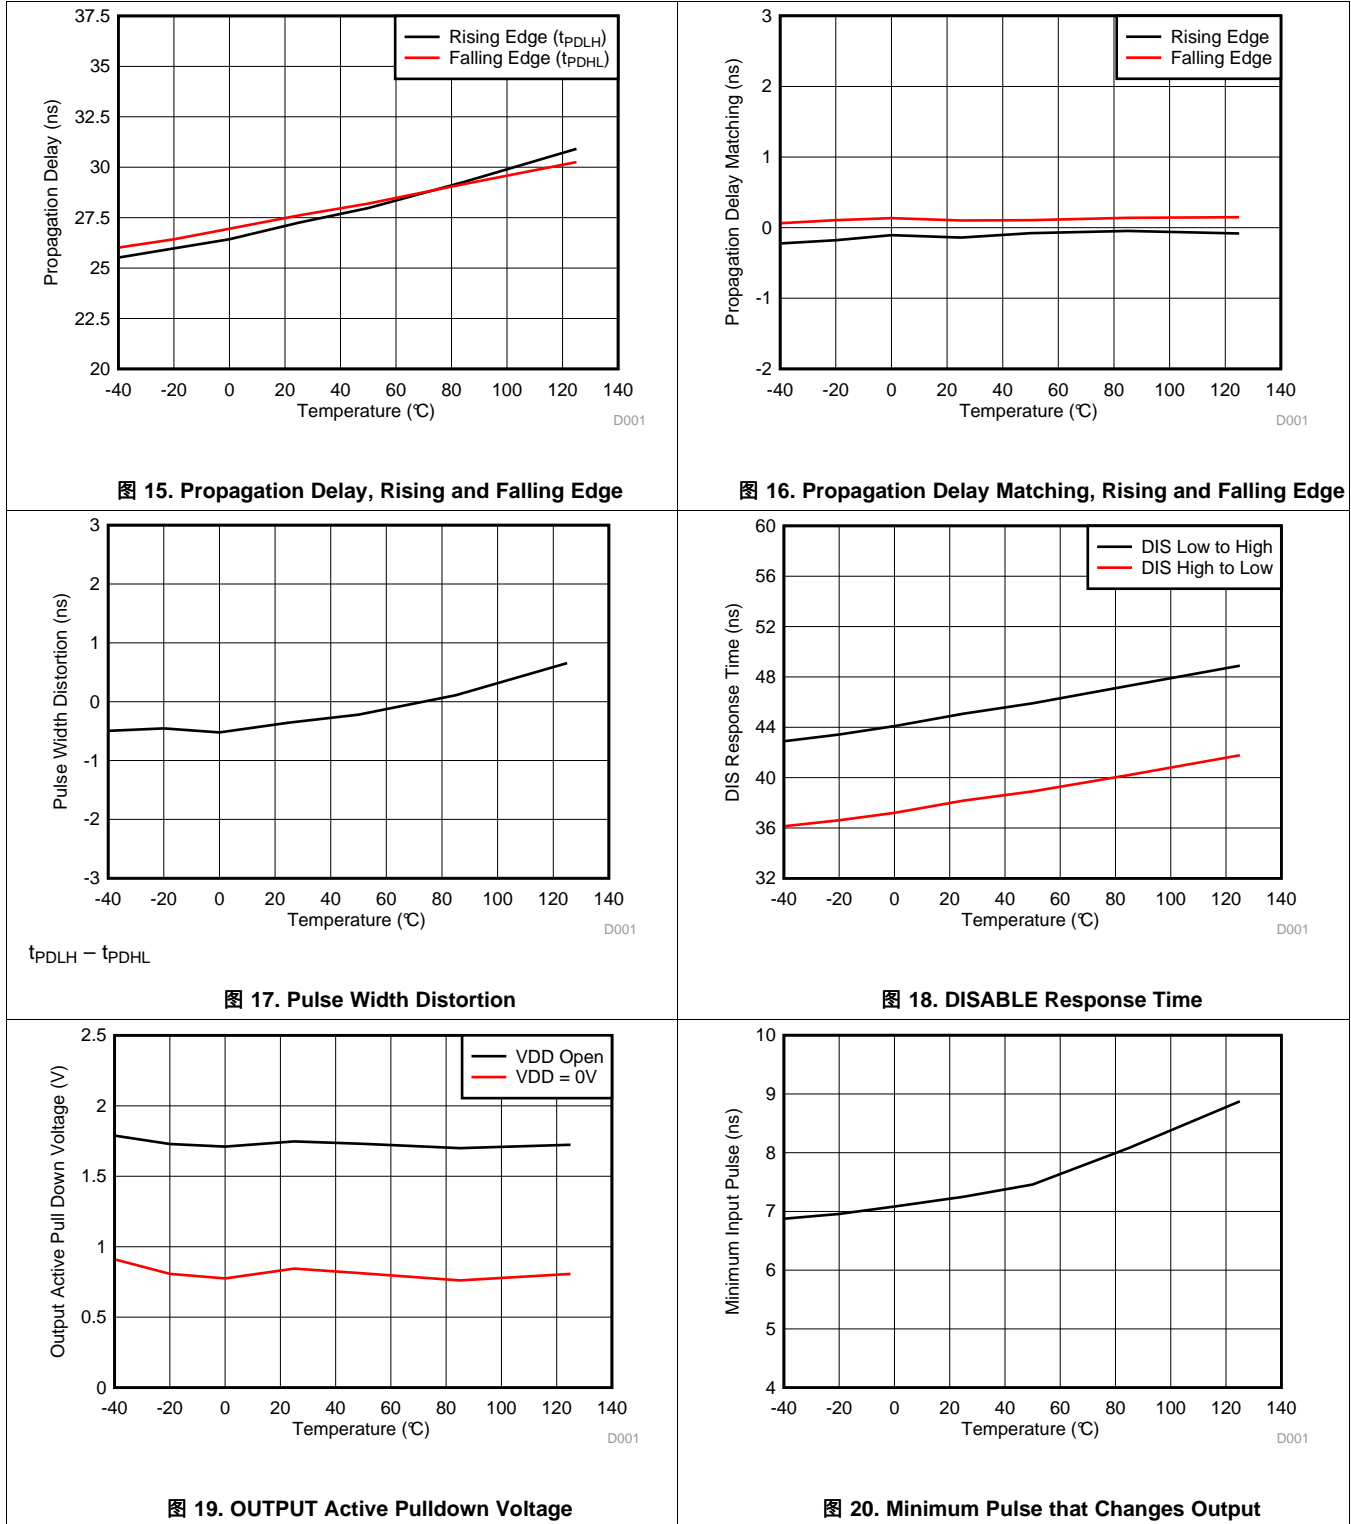 37.5
35
32.5
30
27.5
25
22.5
20
-40 -20 0 20 40 60 80 100 120 140
Propagation Delay (ns)
Temperature (°C)
Rising Edge (tPDLH)
Falling Edge (tPDHL)
D001
图 15. Propagation Delay, Rising and Falling Edge
3
2
1
0
-1
-2
-40 -20 0 20 40 60 80 100 120 140
Propagation Delay Matching (ns)
Temperature (°C)
Rising Edge
Falling Edge
D001
图 16. Propagation Delay Matching, Rising and Falling Edge
3
2
1
0
-1
-2
-3
-40 -20 0 20 40 60 80 100 120 140
Pulse Width Distortion (ns)
Temperature (°C)
D001
tPDLH – tPDHL
图 17. Pulse Width Distortion
60
56
52
48
44
40
36
32
-40 -20 0 20 40 60 80 100 120 140
DIS Response Time (ns)
Temperature (°C)
DIS Low to High
DIS High to Low
D001
图 18. DISABLE Response Time
2.5
2
1.5
1
0.5
0
-40 -20 0 20 40 60 80 100 120 140
Output Active Pull Down Voltage (V)
Temperature (°C)
VDD Open
VDD = 0V
D001
图 19. OUTPUT Active Pulldown Voltage
10
9
8
7
6
5
4
-40 -20 0 20 40 60 80 100 120 140
Minimum Input Pulse (ns)
Temperature (°C)
D001
图 20. Minimum Pulse that Changes Output